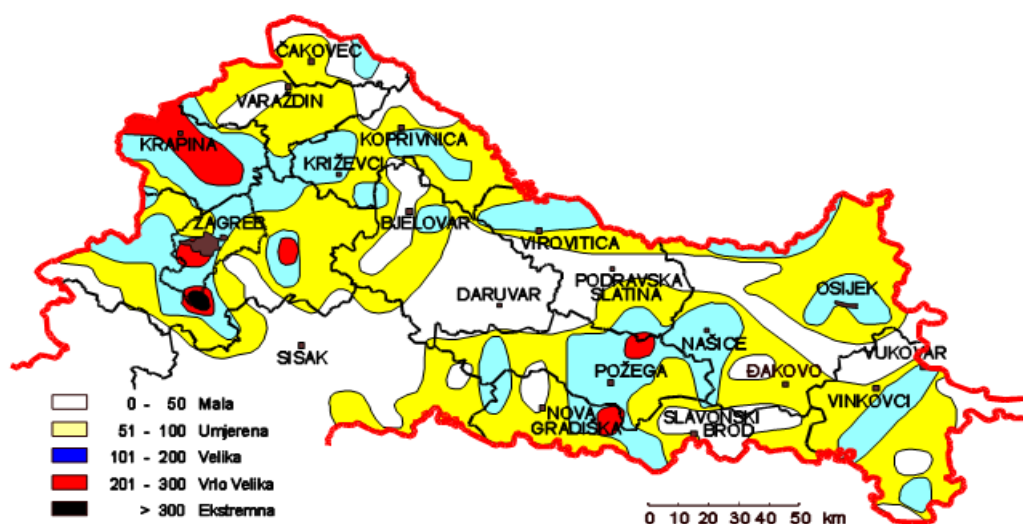 ČAKOVEC
VARAŽDIN
KRAPINA
KOPRIVNICA
KRIŽEVCI
ZAGREB
BJELOVAR
VIROVITICA
PODRAVSKA
SLATINA
DARUVAR
OSIJEK
SISAK
NAŠICE
VUKOVAR
POŽEGA
ĐAKOVO
VINKOVCI
NOVA
GRADIŠKA
SLAVONSKI
BROD
0 - 50 Mala
51 - 100 Umjerena
101 - 200 Velika
201 - 300 Vrlo Velika
> 300 Ekstremna
0 10 20 30 40 50 km